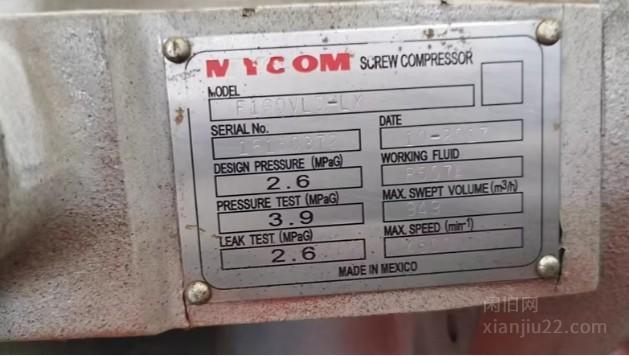 MYCOM SCREW COMPRESSOR
MODEL
SERIAL No.
DATE
10-2017
DESIGN PRESSURE (MPaG)
2.6
WORKING FLUID
PRESSURE TEST (MPaG)
3.9
MAX. SWEPT VOLUME (m³/h)
LEAK TEST (MPaG)
2.6
MAX. SPEED (min-1)
MADE IN MEXICO
闲旧网
xianjiu22.com